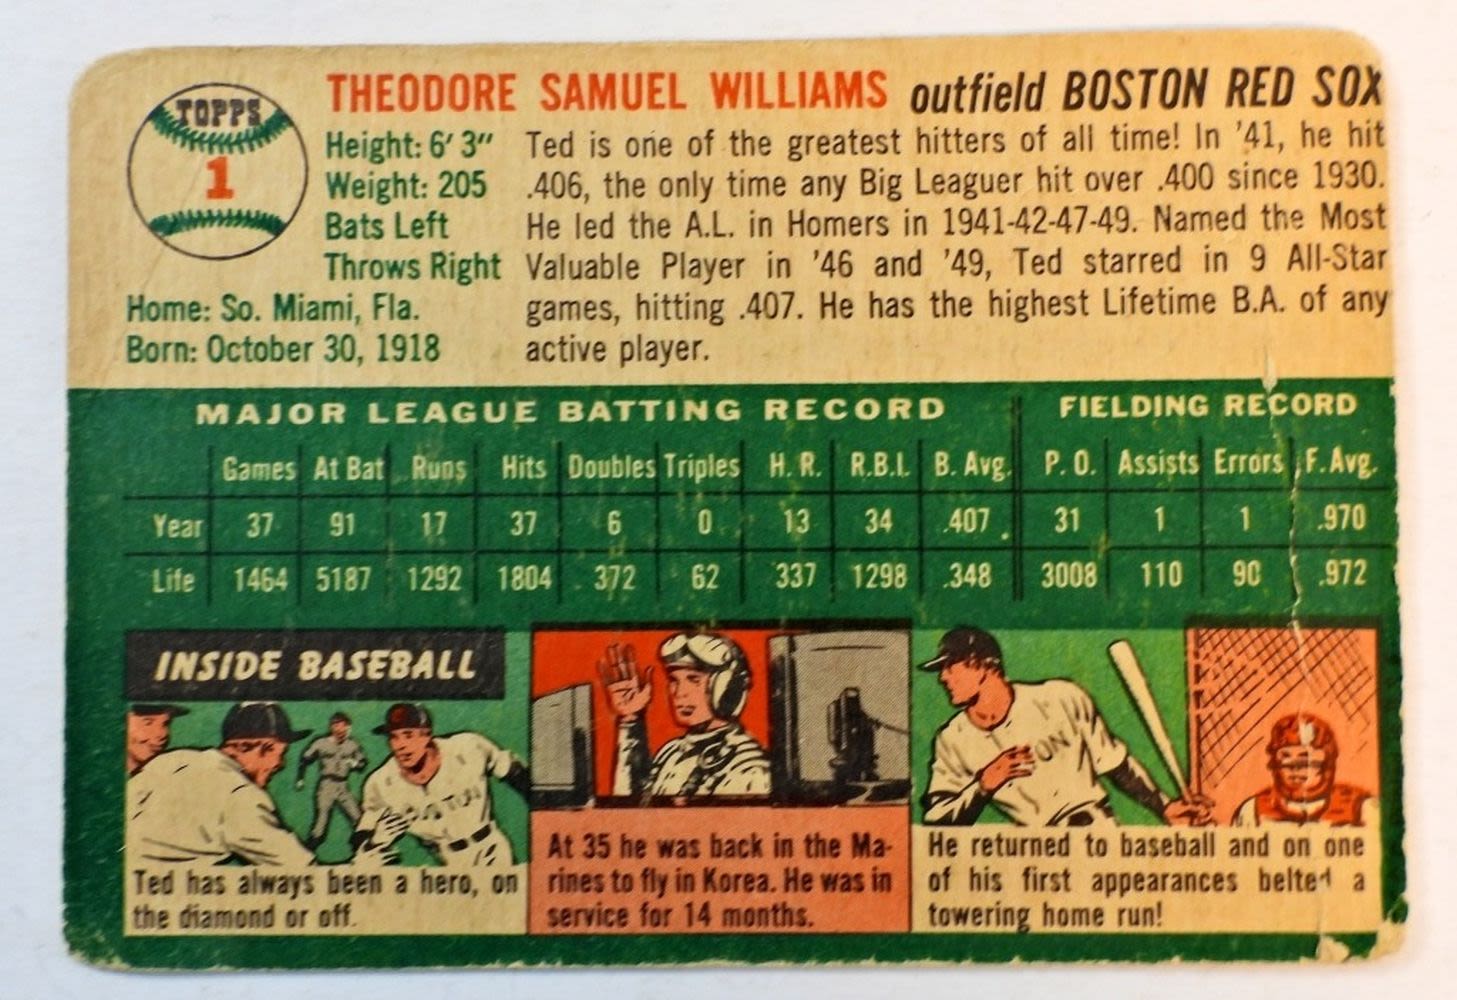 TOPPS
1
THEODORE SAMUEL WILLIAMS outfield BOSTON RED SOX
Height: 6' 3"
Weight: 205
Bats Left
Throws Right
Home: So. Miami, Fla.
Born: October 30, 1918
Ted is one of the greatest hitters of all time! In '41, he hit
.406, the only time any Big Leaguer hit over .400 since 1930.
He led the A.L. in Homers in 1941-42-47-49. Named the Most
Valuable Player in '46 and '49, Ted starred in 9 All-Star
games, hitting .407. He has the highest Lifetime B.A. of any
active player.
MAJOR LEAGUE BATTING RECORD FIELDING RECORD
Games At Bat Runs Hits Doubles Triples H. R. R.B.I. B. Avg. P. O. Assists Errors F. Avg.
Year 37 91 17 37 6 0 13 34 .407 31 1 1 .970
Life 1464 5187 1292 1804 372 62 337 1298 .348 3008 110 90 .972
INSIDE BASEBALL
Ted has always been a hero, on
the diamond or off.
At 35 he was back in the Ma-
rines to fly in Korea. He was in
service for 14 months.
ON
He returned to baseball and on one
of his first appearances belted a
towering home run!